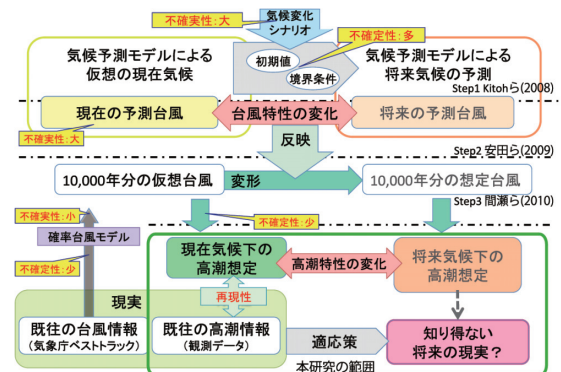 不確実性:大
気候変化
シナリオ
不確定性:多
気候予測モデルによる
仮想の現在気候
初期値
境界条件
気候予測モデルによる
将来気候の予測
Step1 Kitohら(2008)
現在の予測台風
台風特性の変化
将来の予測台風
不確実性:大
反映
Step2 安田ら(2009)
10,000年分の仮想台風
変形
10,000年分の想定台風
Step3 間瀬ら(2010)
不確実性:小
不確定性:少
確率台風モデル
現在気候下の
高潮想定
高潮特性の変化
将来気候下の
高潮想定
不確定性:少
現実
再現性
既往の台風情報
(気象庁ベストトラック)
既往の高潮情報
(観測データ)
適応策
知り得ない
将来の現実?
本研究の範囲